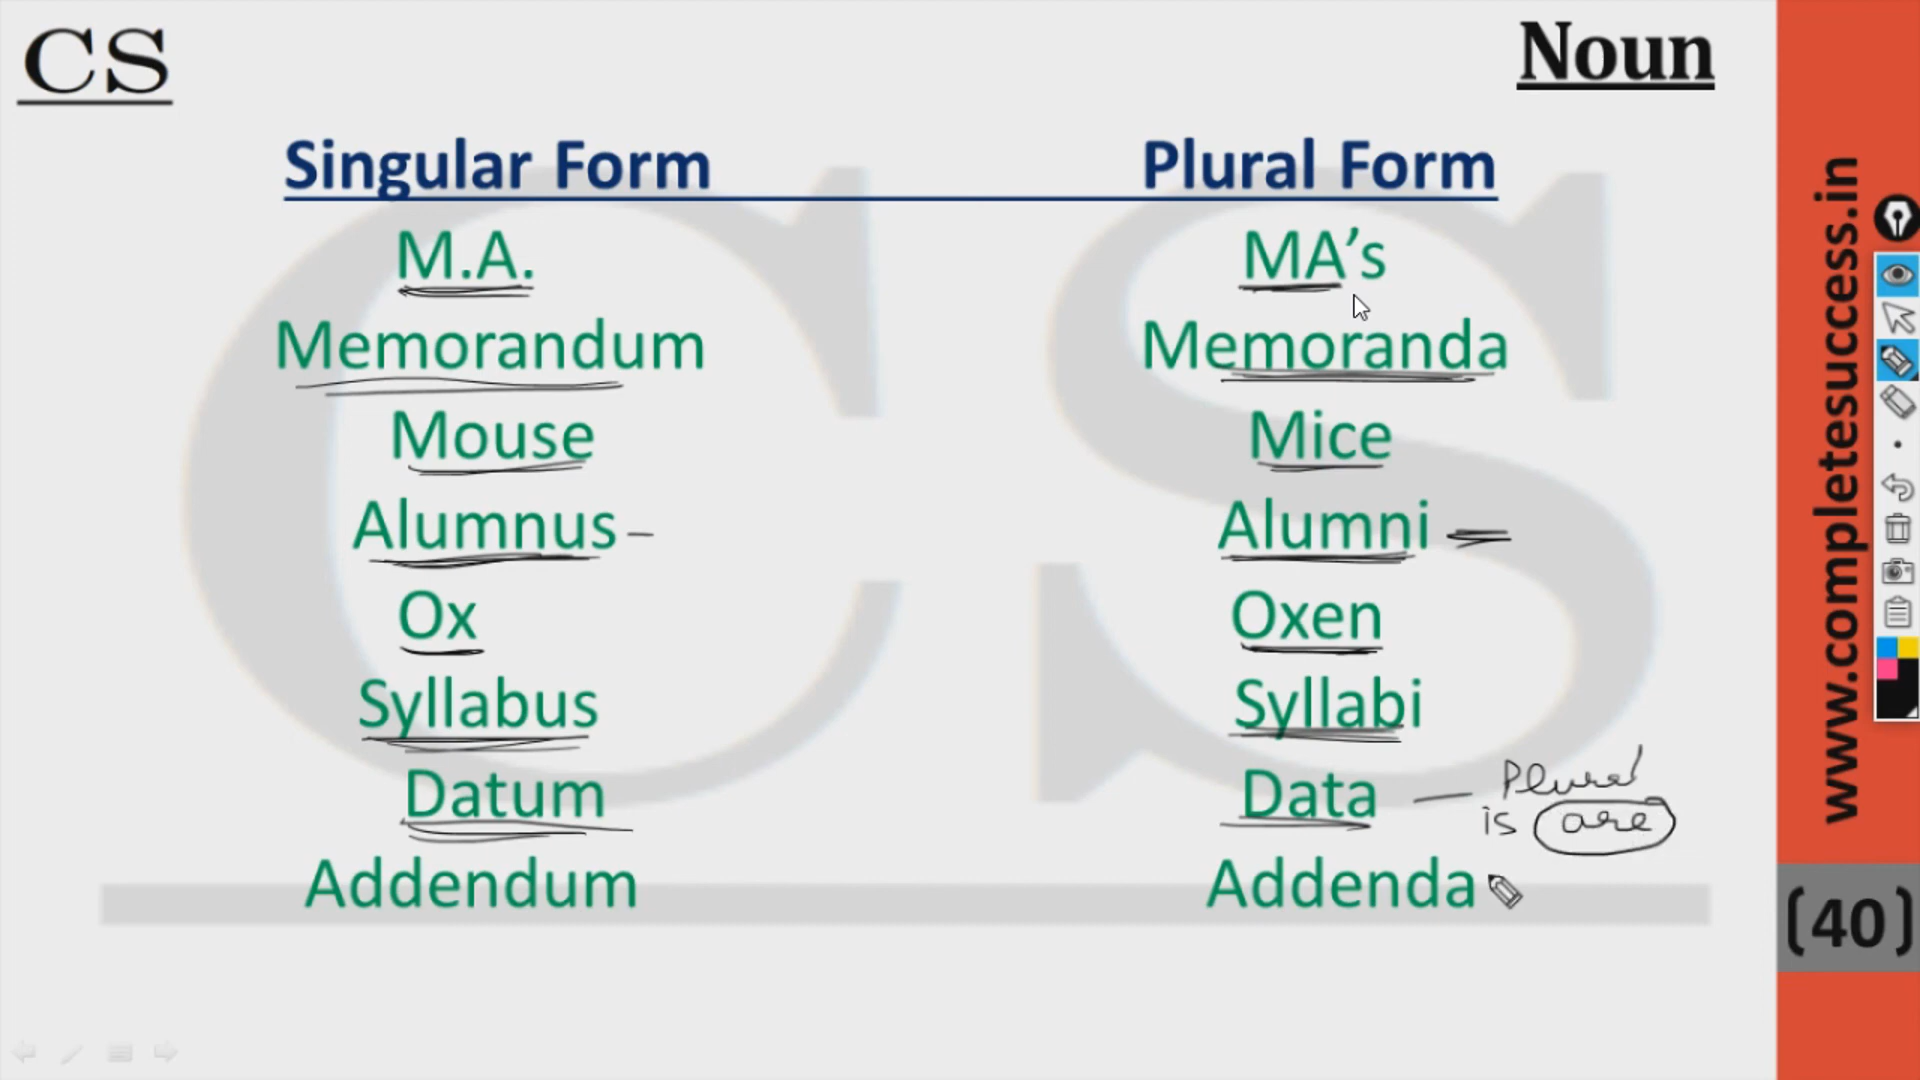 CS
Noun
Singular Form Plural Form
M.A. MA’s
Memorandum Memoranda
Mouse Mice
Alumnus Alumni
Ox Oxen
Syllabus Syllabi
Datum Data — Plural
is are
Addendum Addenda
www.completesuccess.in
(40)